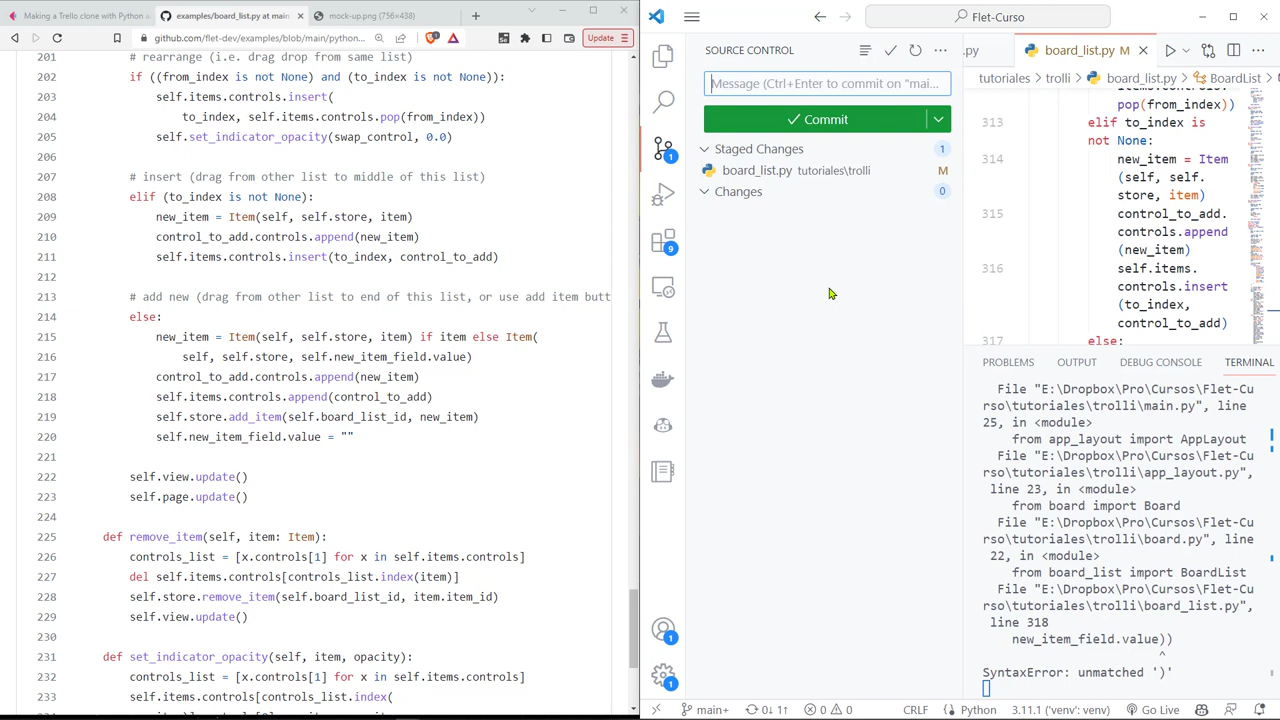 Making a Trello clone with Python a
examples/board_list.py at main
mock-up.png (756×438)
github.com/flet-dev/examples/blob/main/python...
Update
201 # rearrange (i.e. drag drop from same list)
202 if ((from_index is not None) and (to_index is not None)):
203 self.items.controls.insert(
204 to_index, self.items.controls.pop(from_index))
205 self.set_indicator_opacity(swap_control, 0.0)
206
207 # insert (drag from other list to middle of this list)
208 elif (to_index is not None):
209 new_item = Item(self, self.store, item)
210 control_to_add.controls.append(new_item)
211 self.items.controls.insert(to_index, control_to_add)
212
213 # add new (drag from other list to end of this list, or use add item butt
214 else:
215 new_item = Item(self, self.store, item) if item else Item(
216 self, self.store, self.new_item_field.value)
217 control_to_add.controls.append(new_item)
218 self.items.controls.append(control_to_add)
219 self.store.add_item(self.board_list_id, new_item)
220 self.new_item_field.value = ""
221
222 self.view.update()
223 self.page.update()
224
225 def remove_item(self, item: Item):
226 controls_list = [x.controls[1] for x in self.items.controls]
227 del self.items.controls[controls_list.index(item)]
228 self.store.remove_item(self.board_list_id, item.item_id)
229 self.view.update()
230
231 def set_indicator_opacity(self, item, opacity):
232 controls_list = [x.controls[1] for x in self.items.controls]
233 self.items.controls[controls_list.index(
Flet-Curso
SOURCE CONTROL
Message (Ctrl+Enter to commit on "mai...
Commit
Staged Changes 1
board_list.py tutoriales\trolli M
Changes 0
1
9
1
1
.py
board_list.py M
tutoriales > trolli > board_list.py > BoardList
pop(from_index))
313 elif to_index is
not None:
314 new_item = Item
(self, self.
store, item)
315 control_to_add.
controls.append
(new_item)
316 self.items.
controls.insert
(to_index,
control_to_add)
317 else:
PROBLEMS OUTPUT DEBUG CONSOLE TERMINAL
File "E:\Dropbox\Pro\Cursos\Flet-Cu
rso\tutoriales\trolli\main.py", line
25, in <module>
from app_layout import AppLayout
File "E:\Dropbox\Pro\Cursos\Flet-Cu
rso\tutoriales\trolli\app_layout.py",
line 23, in <module>
from board import Board
File "E:\Dropbox\Pro\Cursos\Flet-Cu
rso\tutoriales\trolli\board.py", line
22, in <module>
from board_list import BoardList
File "E:\Dropbox\Pro\Cursos\Flet-Cu
rso\tutoriales\trolli\board_list.py",
line 318
new_item_field.value))
^
SyntaxError: unmatched ')'
main+ 0↓ 1↑ 0 0 CRLF Python 3.11.1 ('venv': venv) Go Live